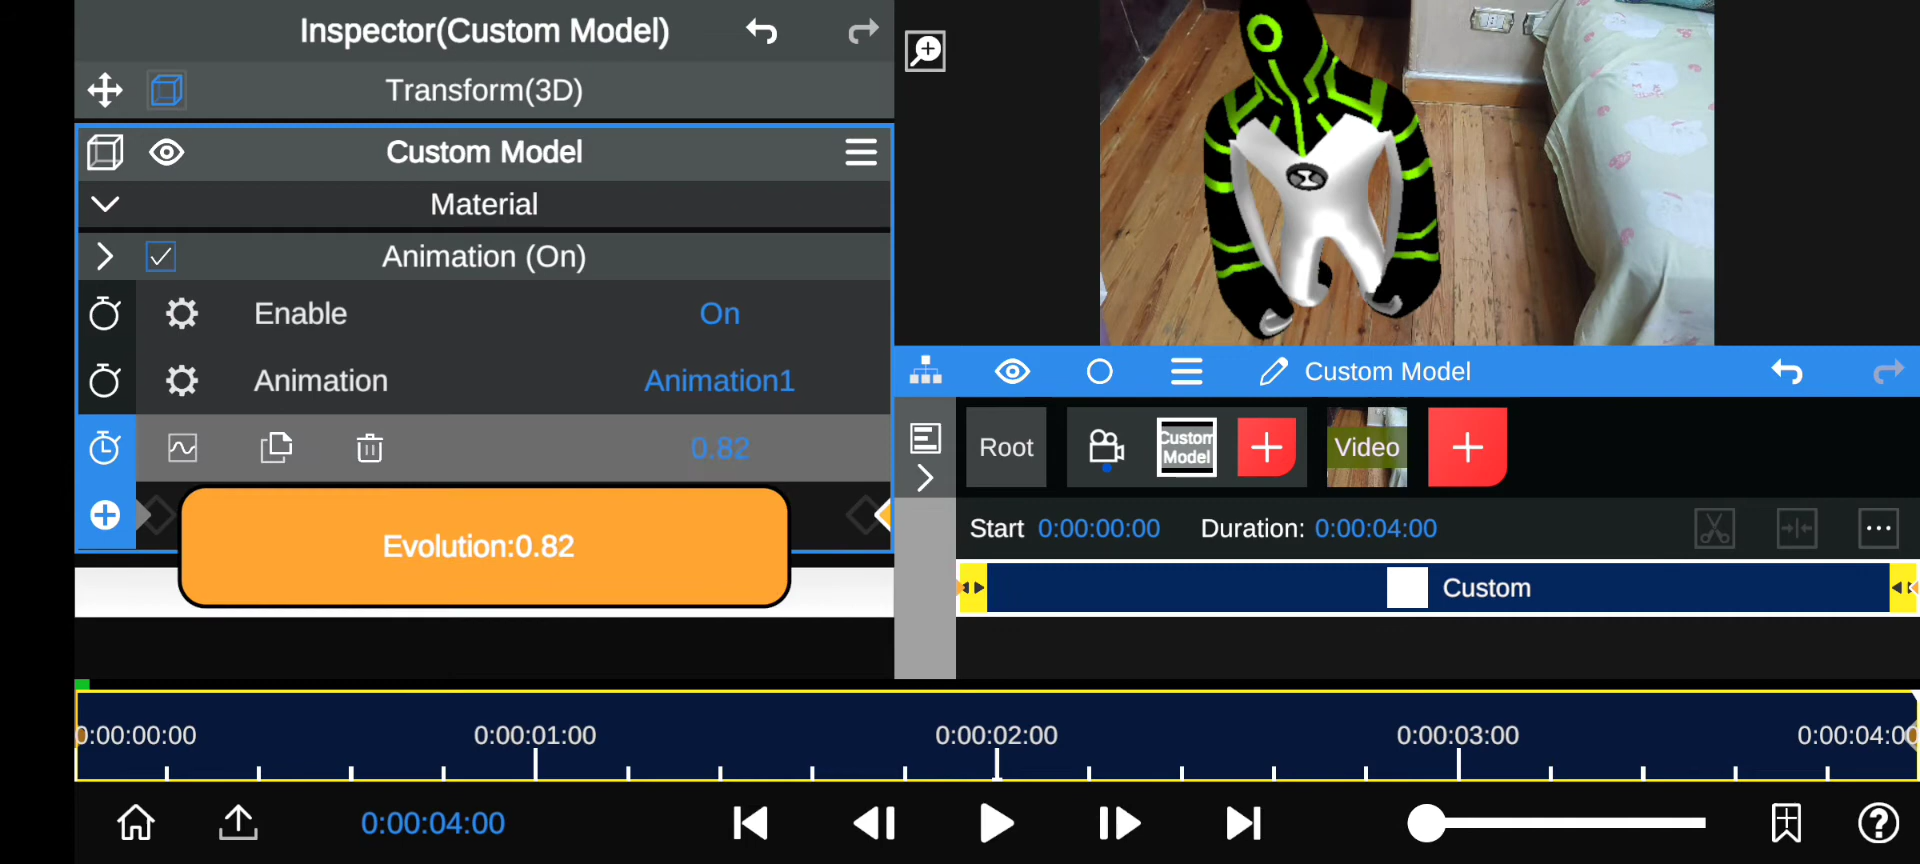 Inspector(Custom Model)
Transform(3D)
Custom Model
Material
Animation (On)
Enable
On
Animation
Animation1
0.82
Evolution:0.82
Custom Model
Root
Custom
Model
Video
Start 0:00:00:00 Duration: 0:00:04:00
Custom
0:00:00:00
0:00:01:00
0:00:02:00
0:00:03:00
0:00:04:00
0:00:04:00